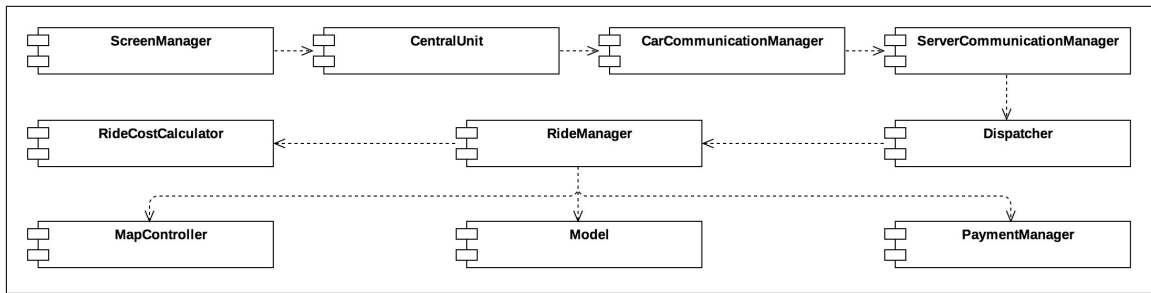 ScreenManager
CentralUnit
CarCommunicationManager
ServerCommunicationManager
RideCostCalculator
RideManager
Dispatcher
MapController
Model
PaymentManager